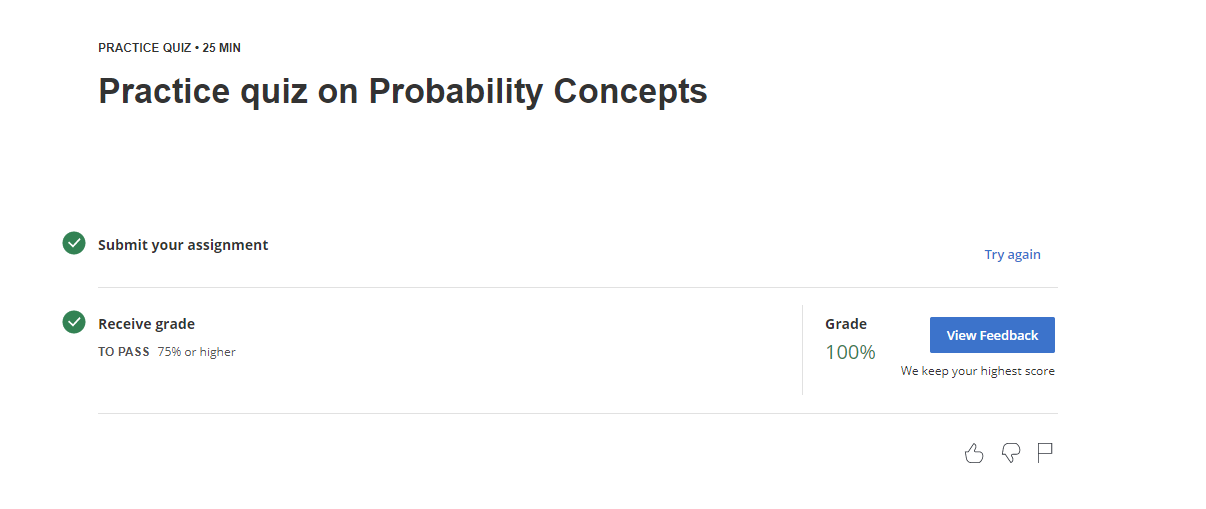 PRACTICE QUIZ • 25 MIN
Practice quiz on Probability Concepts
Submit your assignment
Try again
Receive grade
TO PASS 75% or higher
Grade
100%
View Feedback
We keep your highest score